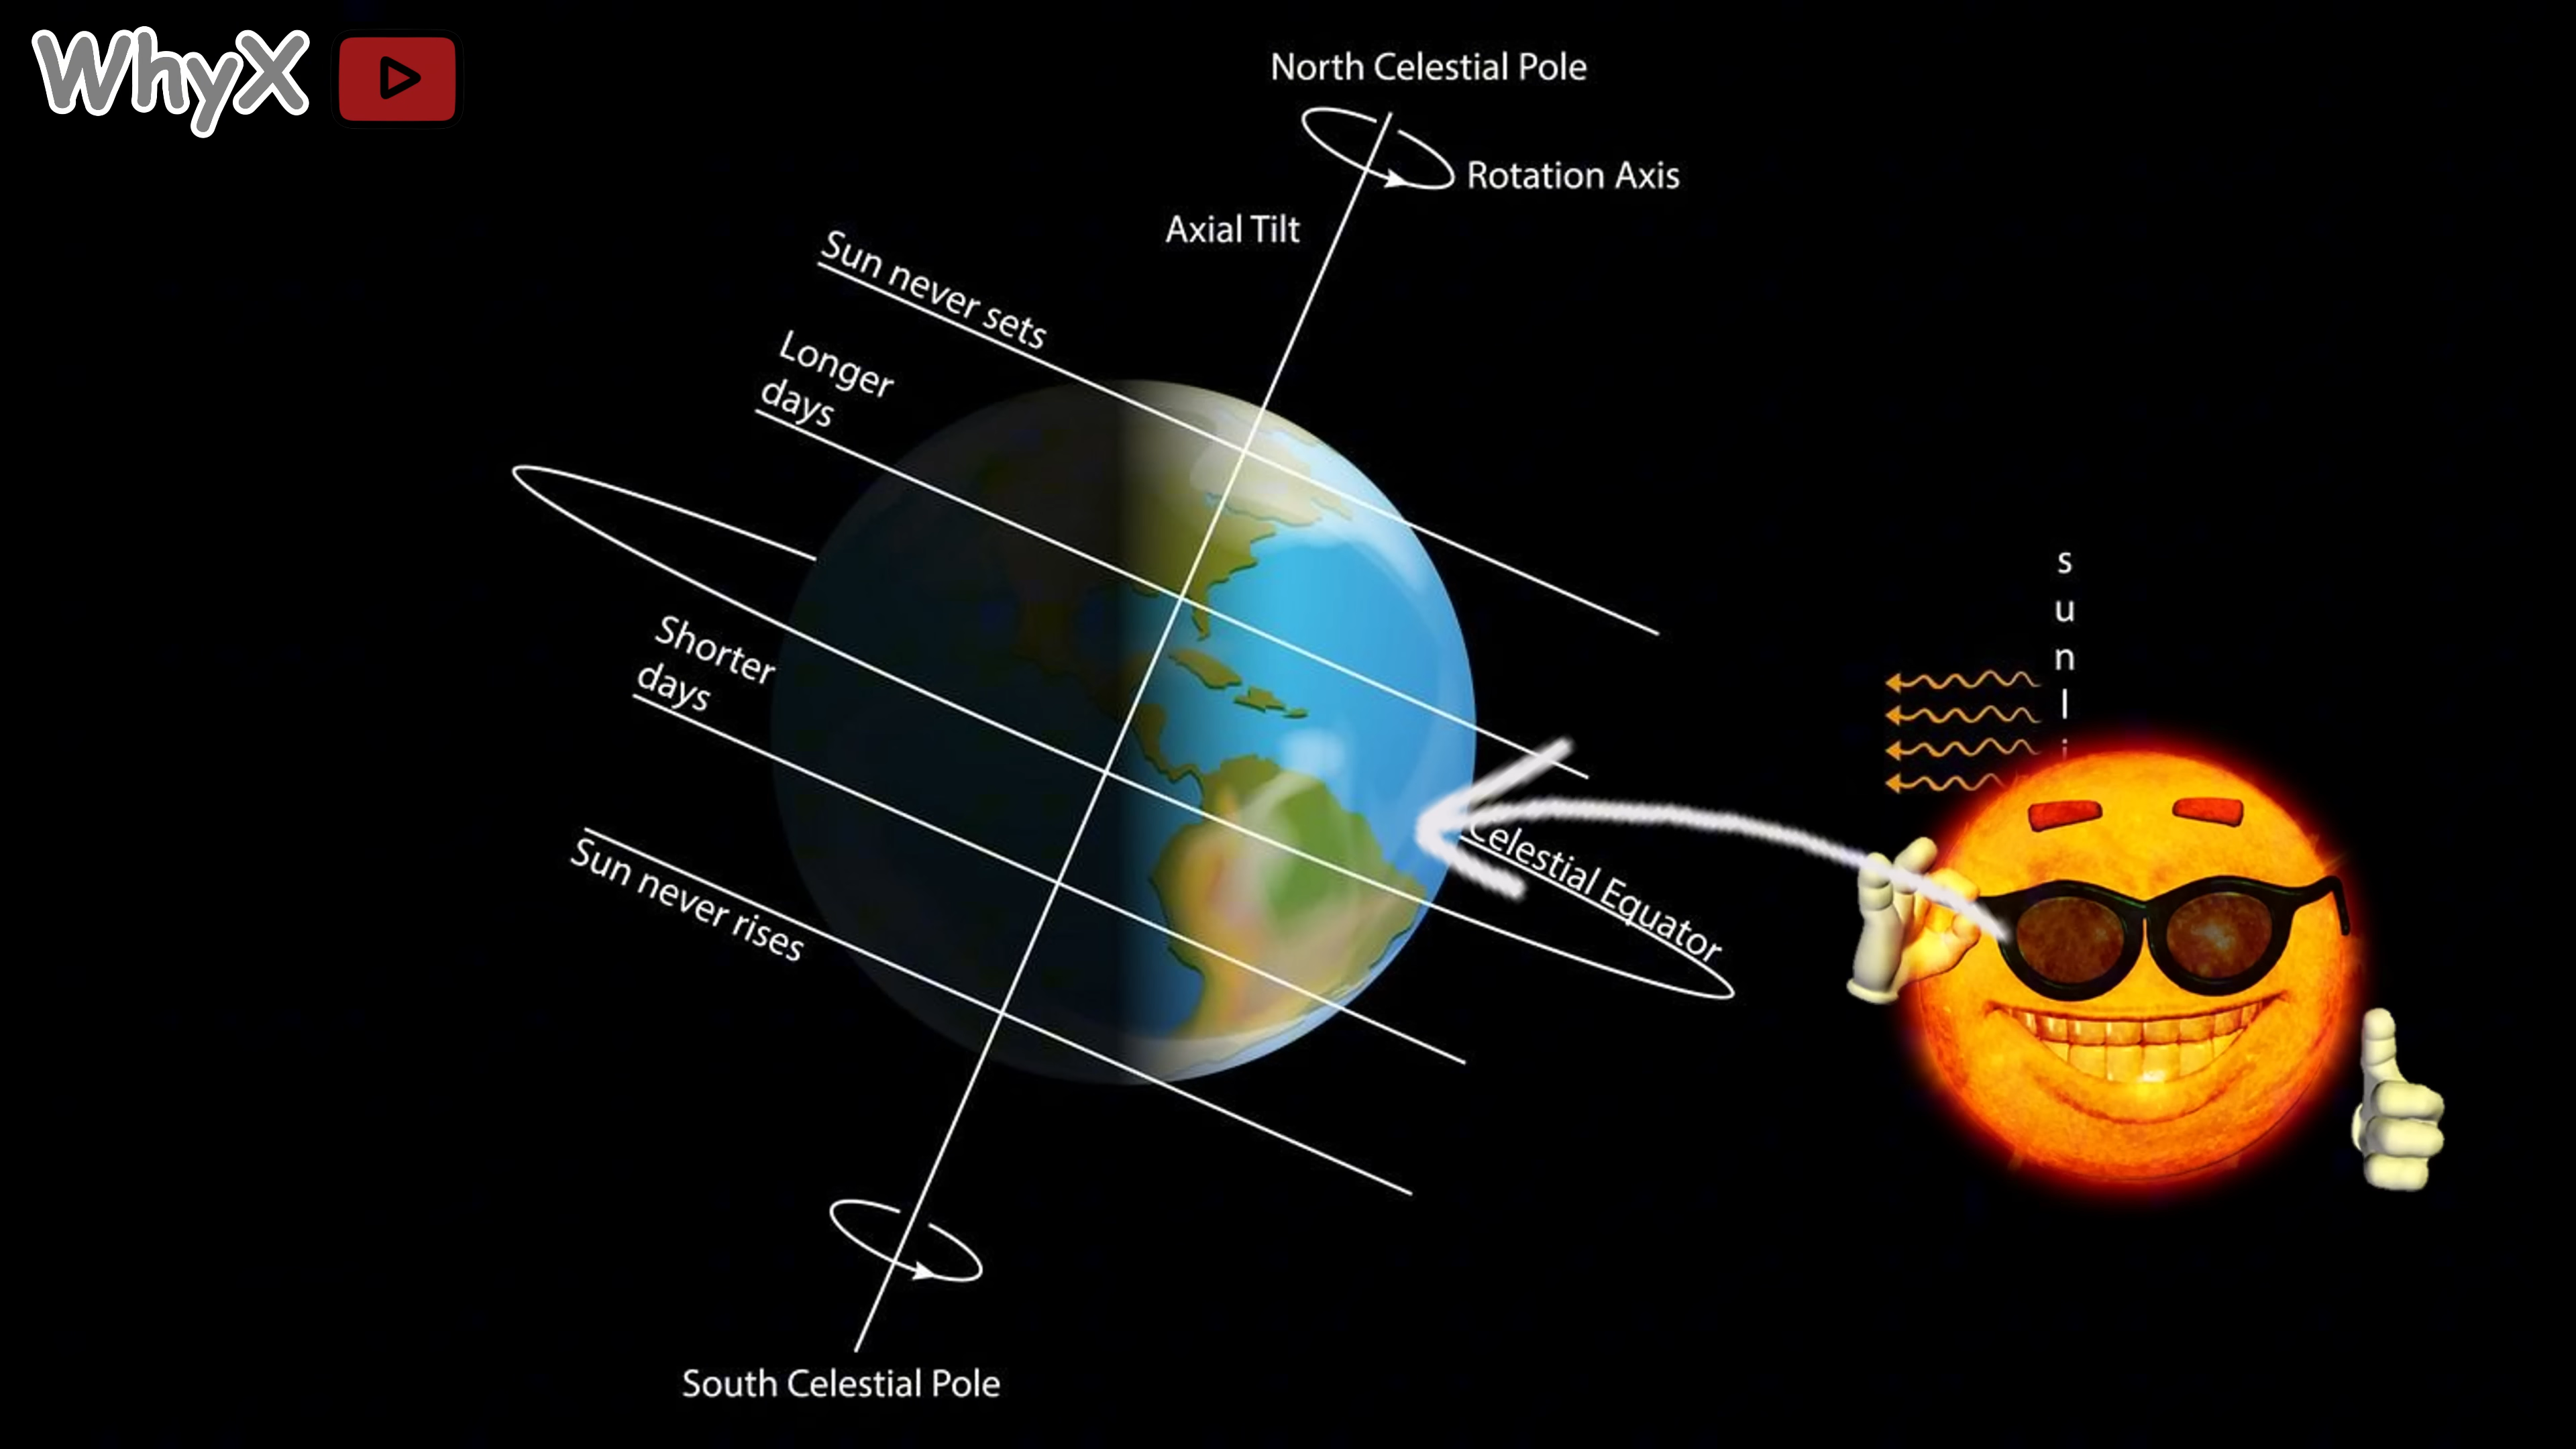 WhyX
North Celestial Pole
Rotation Axis
Axial Tilt
Sun never sets
Longer
days
Shorter
days
Sun never rises
Celestial Equator
s
u
n
l
i
South Celestial Pole